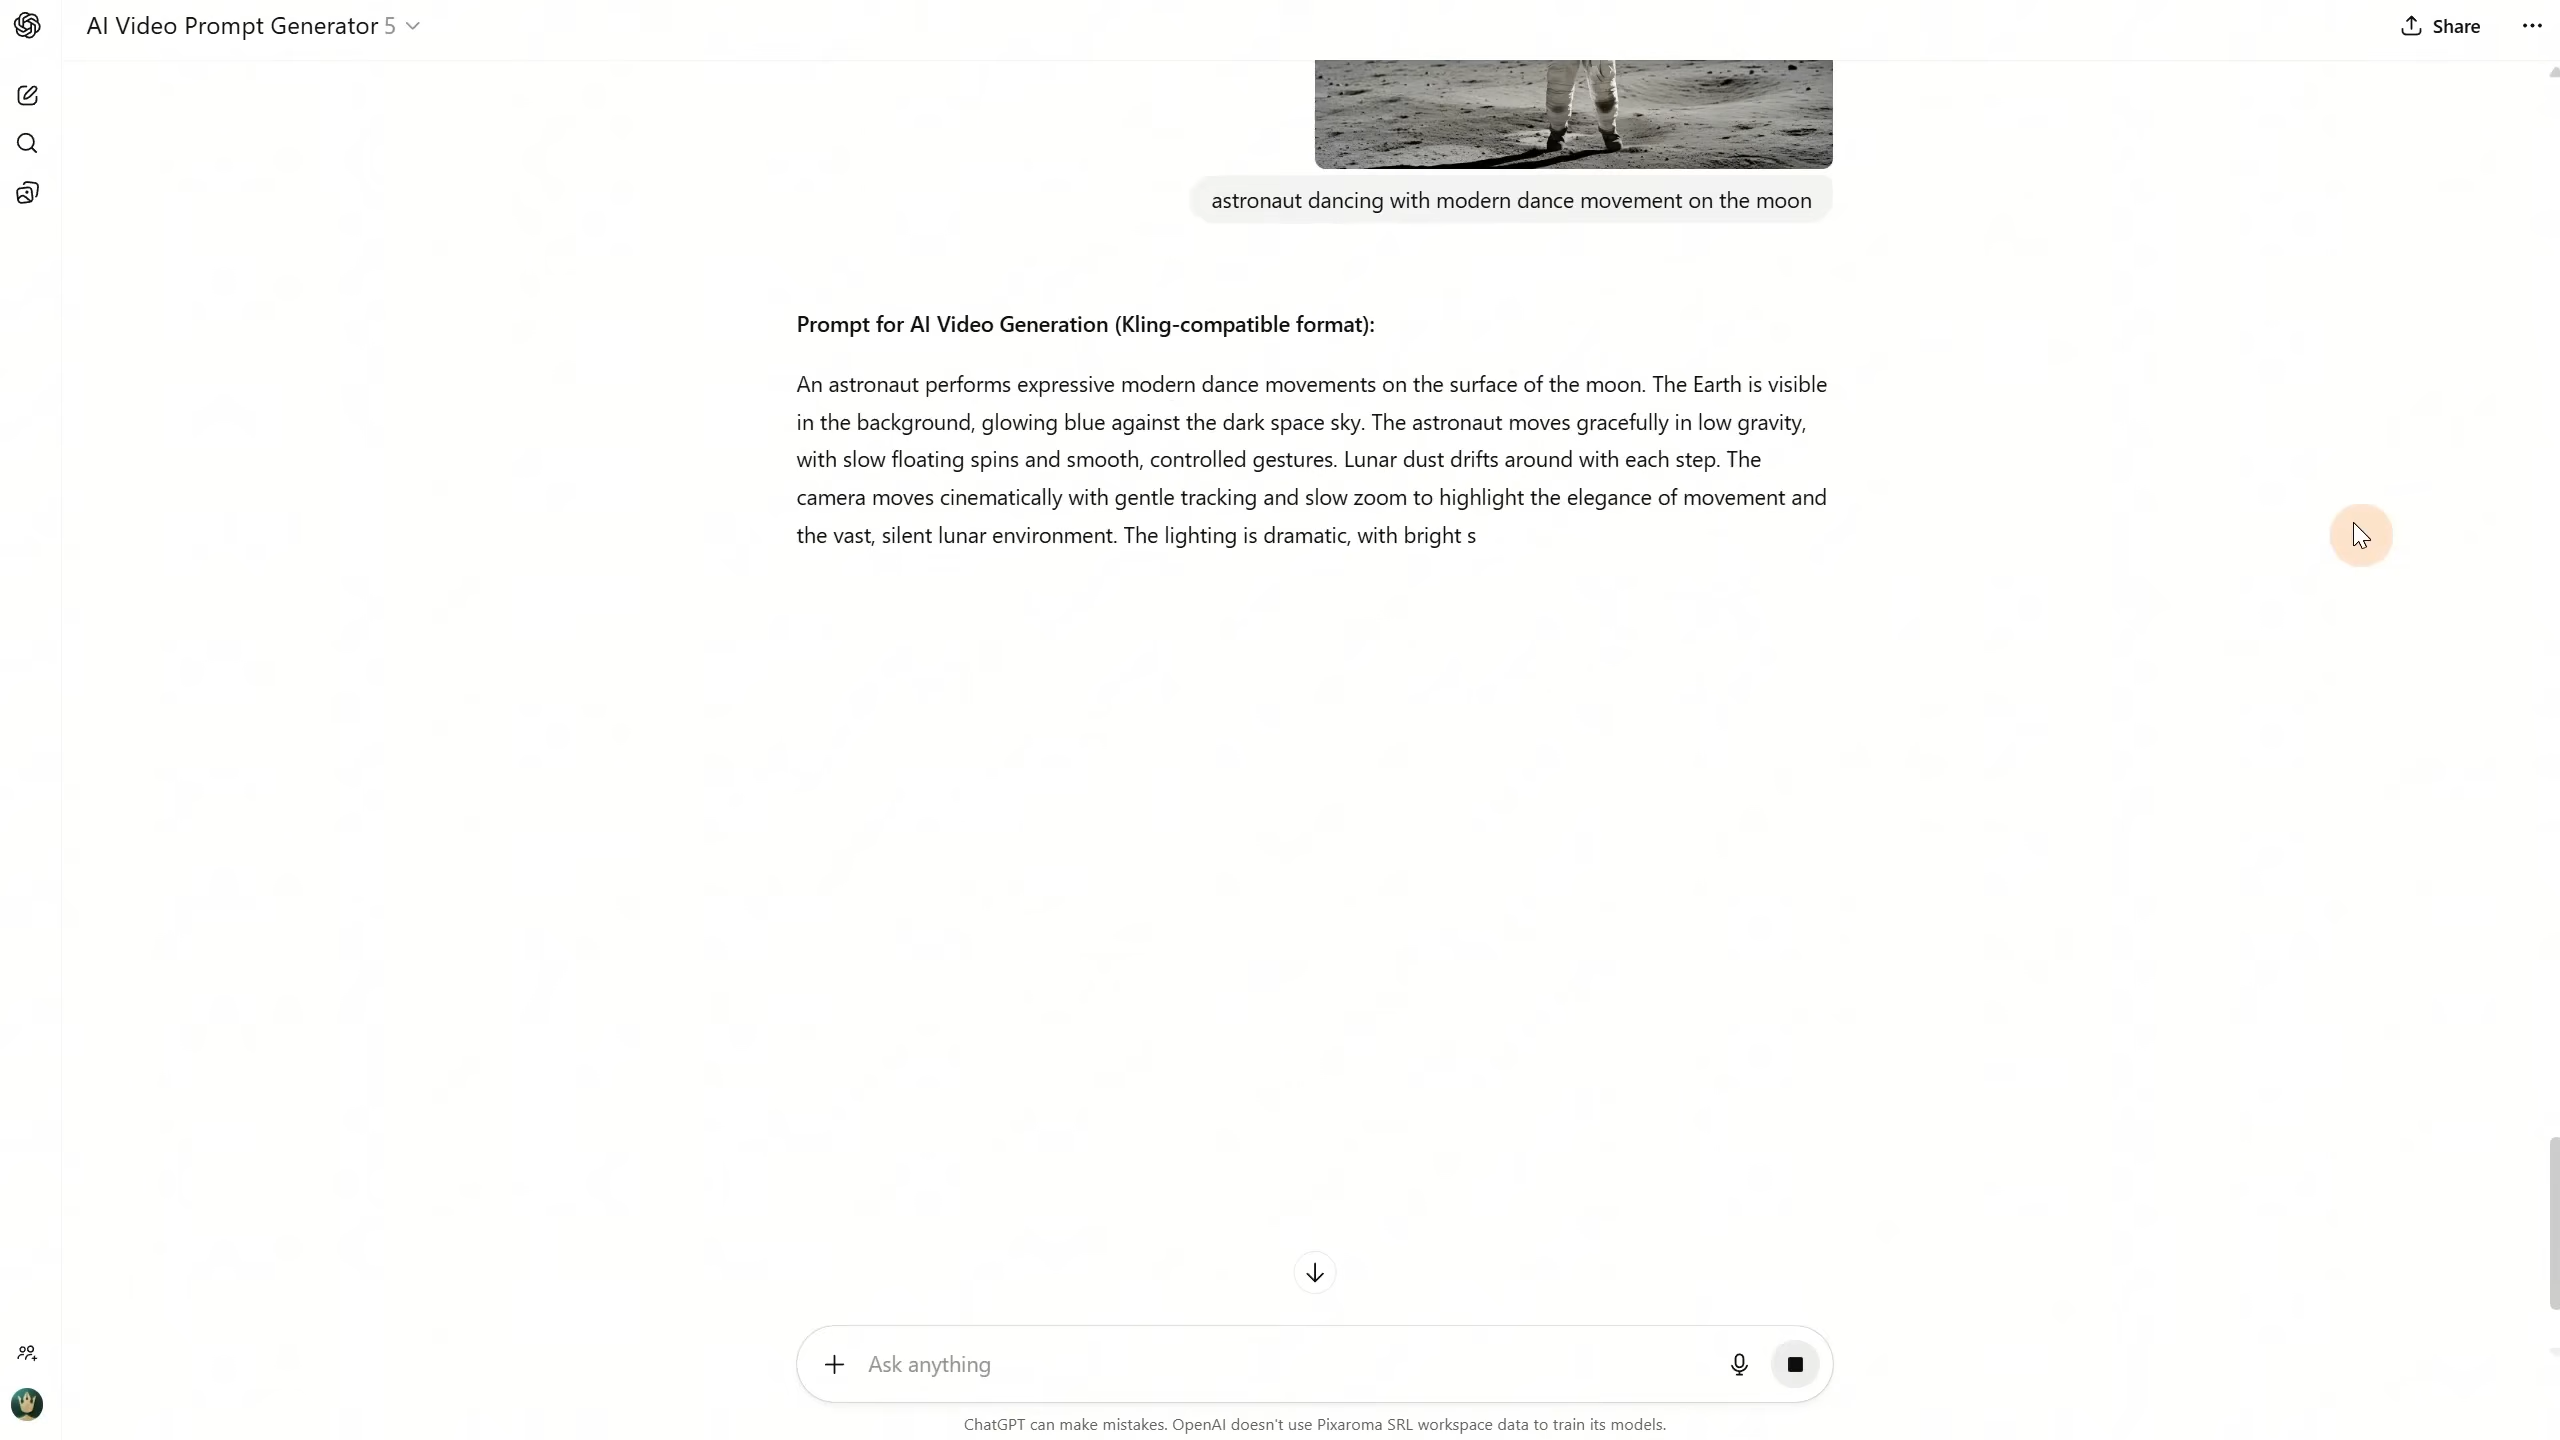 AI Video Prompt Generator 5
Share
astronaut dancing with modern dance movement on the moon
Prompt for AI Video Generation (Kling-compatible format):
An astronaut performs expressive modern dance movements on the surface of the moon. The Earth is visible
in the background, glowing blue against the dark space sky. The astronaut moves gracefully in low gravity,
with slow floating spins and smooth, controlled gestures. Lunar dust drifts around with each step. The
camera moves cinematically with gentle tracking and slow zoom to highlight the elegance of movement and
the vast, silent lunar environment. The lighting is dramatic, with bright s
Ask anything
ChatGPT can make mistakes. OpenAI doesn't use Pixaroma SRL workspace data to train its models.